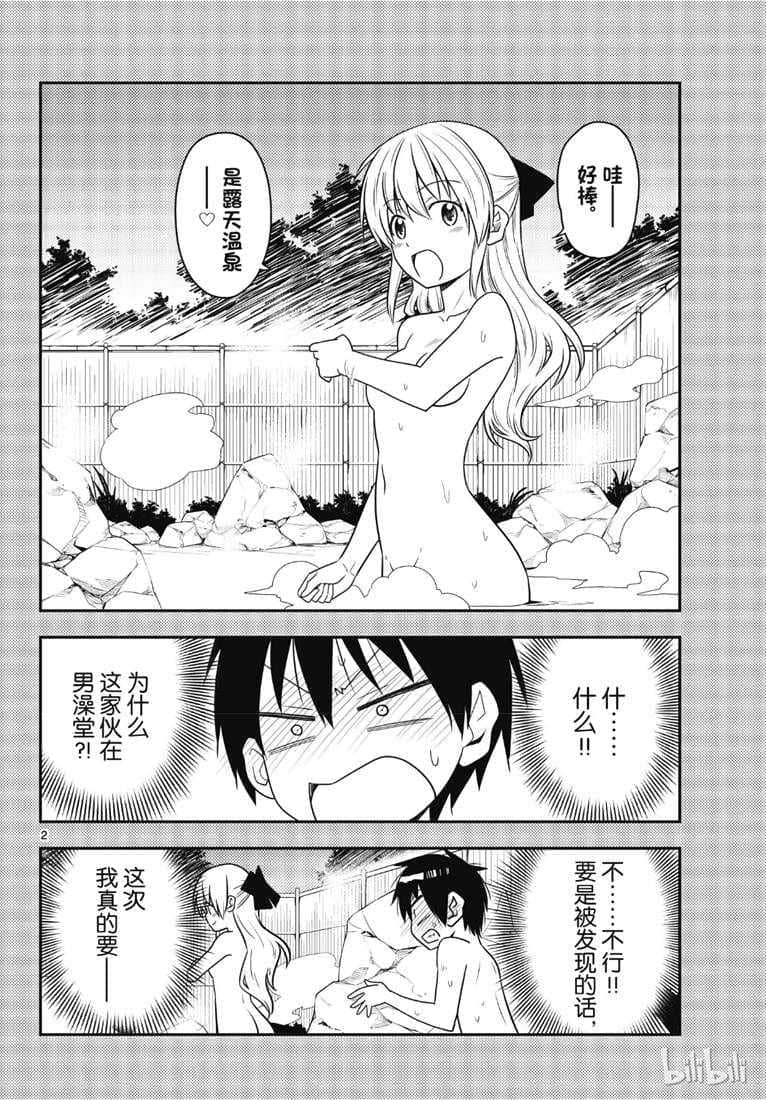 哇——
好棒。
是露天温泉
——♡
什……
什么!!
为什么
这家伙在
男澡堂?!
2
不……不行!!
要是被发现的话，
这次
我真的要——
bilibili